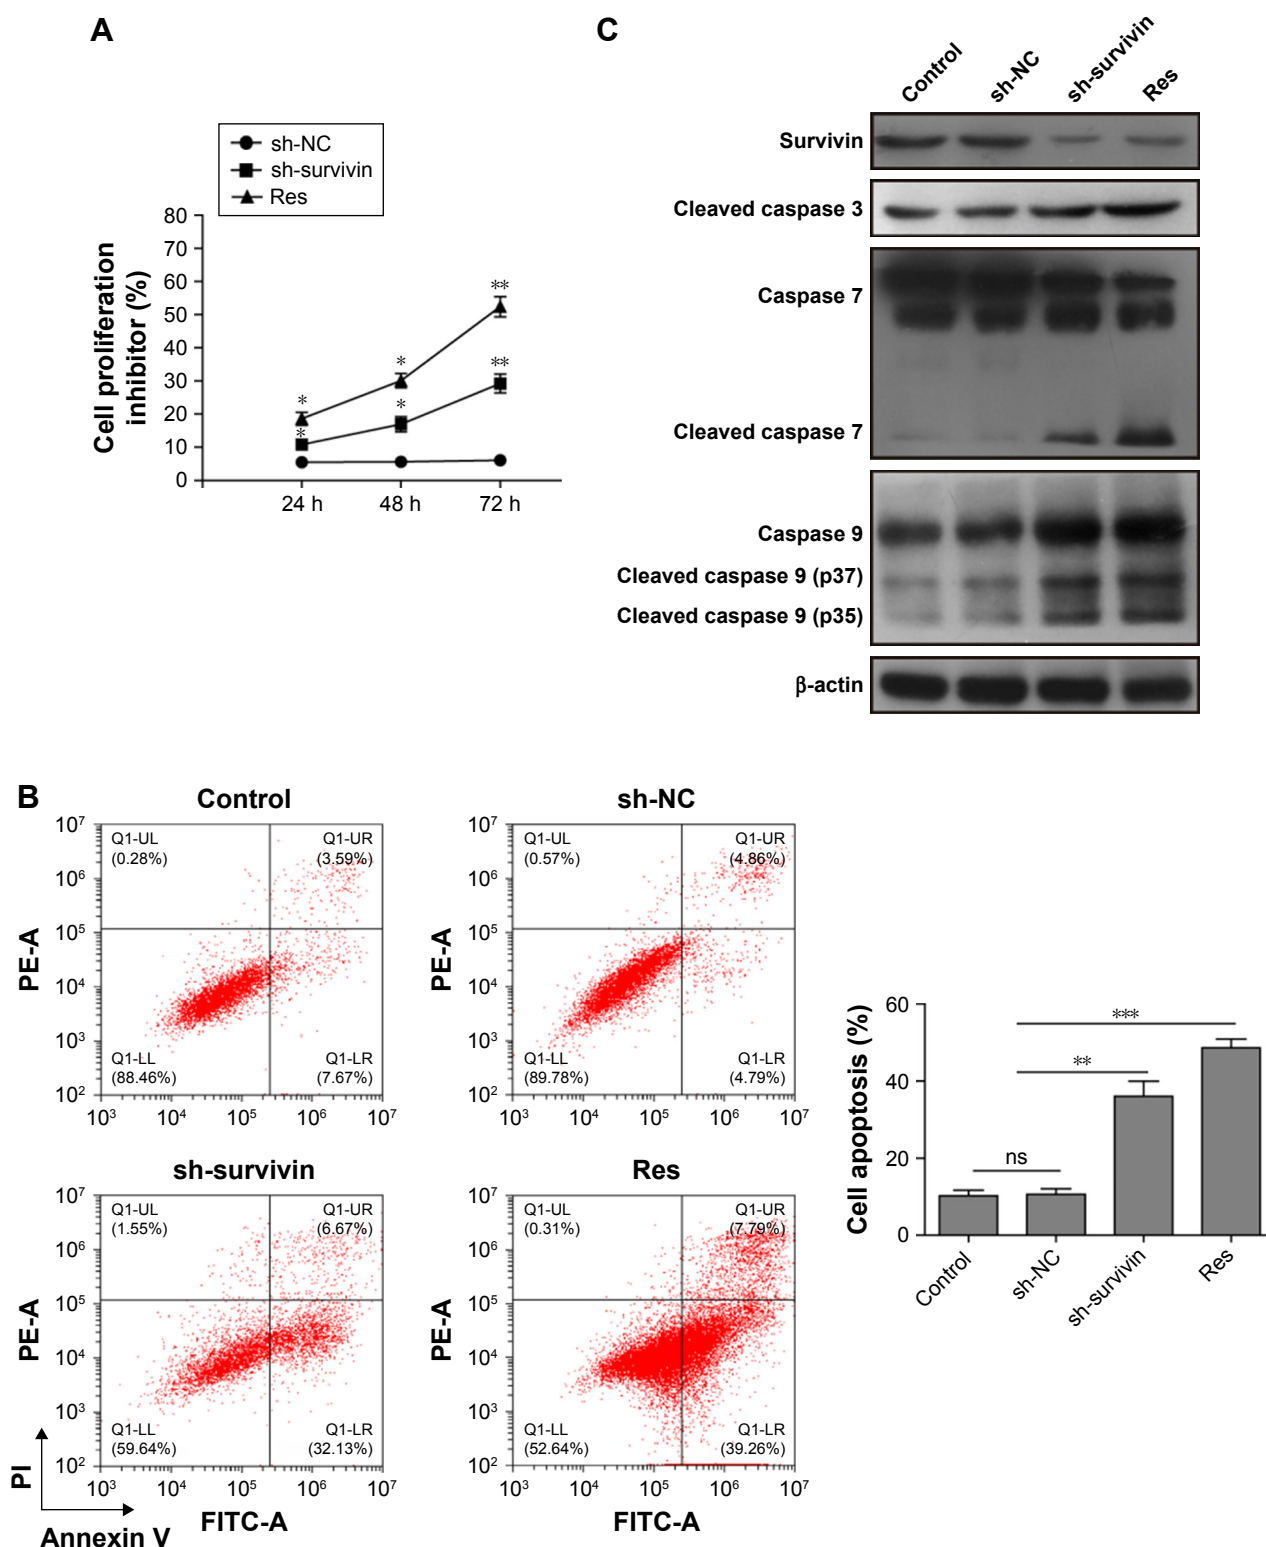 A
sh-NC
sh-survivin
Res
Cell proliferation
inhibitor (%)
80
70
60
50
40
30
20
10
0
**
*
*
**
*
*
24 h
48 h
72 h
C
Control
sh-NC
sh-survivin
Res
Survivin
Cleaved caspase 3
Caspase 7
Cleaved caspase 7
Caspase 9
Cleaved caspase 9 (p37)
Cleaved caspase 9 (p35)
β-actin
B
Control
PE-A
10⁷
10⁶
10⁵
10⁴
10³
10²
Q1-UL
(0.28%)
Q1-UR
(3.59%)
Q1-LL
(88.46%)
Q1-LR
(7.67%)
10³ 10⁴ 10⁵ 10⁶ 10⁷
sh-NC
PE-A
10⁷
10⁶
10⁵
10⁴
10³
10²
Q1-UL
(0.57%)
Q1-UR
(4.86%)
Q1-LL
(89.78%)
Q1-LR
(4.79%)
10³ 10⁴ 10⁵ 10⁶ 10⁷
sh-survivin
PE-A
10⁷
10⁶
10⁵
10⁴
10³
10²
Q1-UL
(1.55%)
Q1-UR
(6.67%)
Q1-LL
(59.64%)
Q1-LR
(32.13%)
10³ 10⁴ 10⁵ 10⁶ 10⁷
FITC-A
PI
Annexin V
Res
PE-A
10⁷
10⁶
10⁵
10⁴
10³
10²
Q1-UL
(0.31%)
Q1-UR
(7.79%)
Q1-LL
(52.64%)
Q1-LR
(39.26%)
10³ 10⁴ 10⁵ 10⁶ 10⁷
FITC-A
Cell apoptosis (%)
60
40
20
0
***
**
ns
Control
sh-NC
sh-survivin
Res